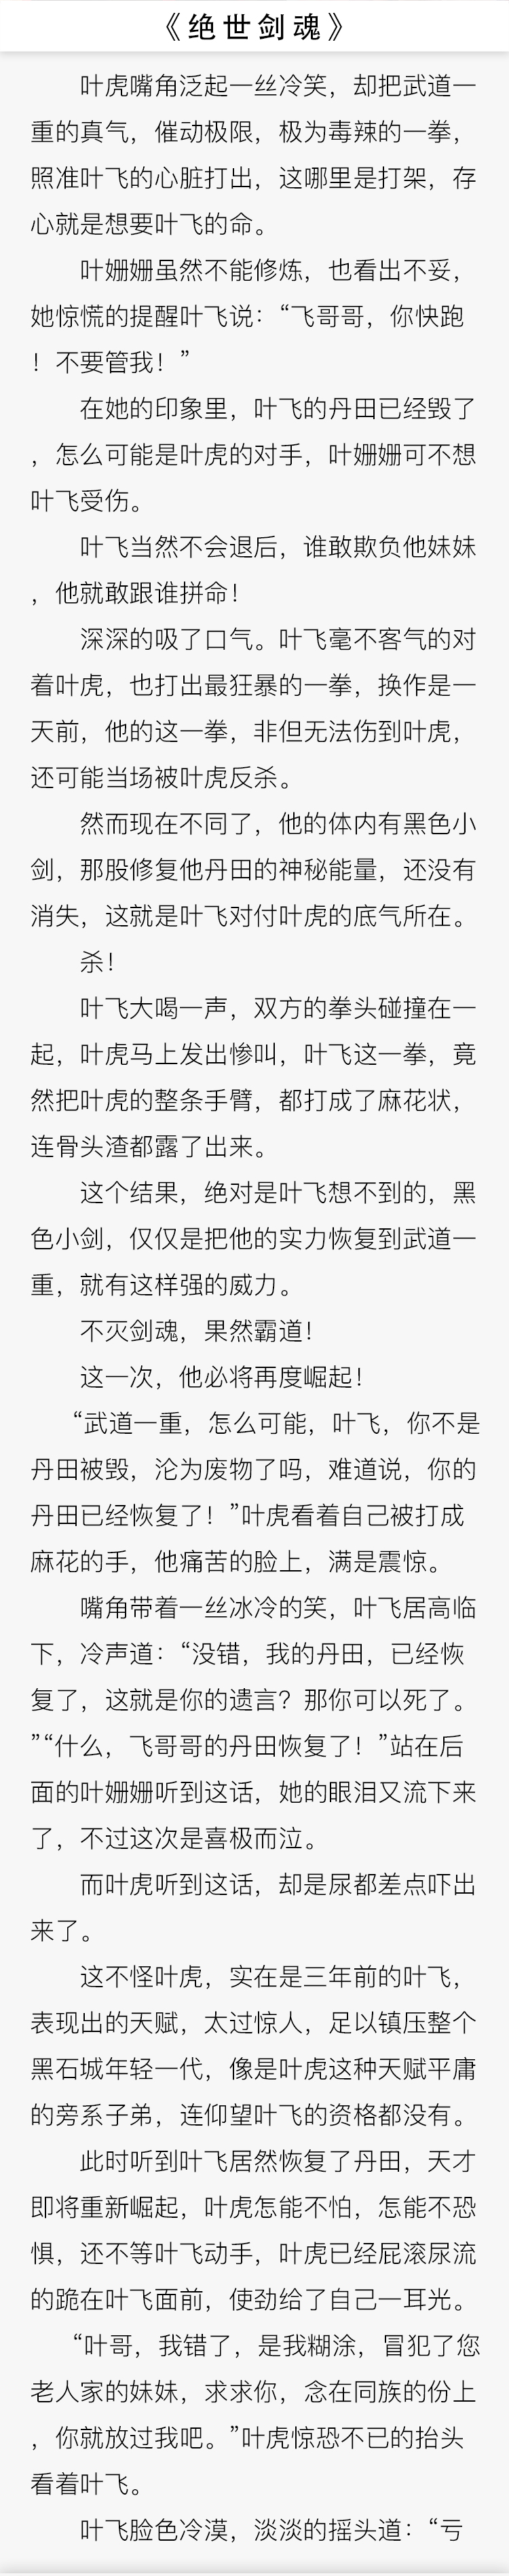 《绝世剑魂》
叶虎嘴角泛起一丝冷笑，却把武道一
重的真气，催动极限，极为毒辣的一拳，
照准叶飞的心脏打出，这哪里是打架，存
心就是想要叶飞的命。
叶姗姗虽然不能修炼，也看出不妥，
她惊慌的提醒叶飞说：“飞哥哥，你快跑
！不要管我！”
在她的印象里，叶飞的丹田已经毁了
，怎么可能是叶虎的对手，叶姗姗可不想
叶飞受伤。
叶飞当然不会退后，谁敢欺负他妹妹
，他就敢跟谁拼命！
深深的吸了口气。叶飞毫不客气的对
着叶虎，也打出最狂暴的一拳，换作是一
天前，他的这一拳，非但无法伤到叶虎，
还可能当场被叶虎反杀。
然而现在不同了，他的体内有黑色小
剑，那股修复他丹田的神秘能量，还没有
消失，这就是叶飞对付叶虎的底气所在。
杀！
叶飞大喝一声，双方的拳头碰撞在一
起，叶虎马上发出惨叫，叶飞这一拳，竟
然把叶虎的整条手臂，都打成了麻花状，
连骨头渣都露了出来。
这个结果，绝对是叶飞想不到的，黑
色小剑，仅仅是把他的实力恢复到武道一
重，就有这样强的威力。
不灭剑魂，果然霸道！
这一次，他必将再度崛起！
“武道一重，怎么可能，叶飞，你不是
丹田被毁，沦为废物了吗，难道说，你的
丹田已经恢复了！”叶虎看着自己被打成
麻花的手，他痛苦的脸上，满是震惊。
嘴角带着一丝冰冷的笑，叶飞居高临
下，冷声道：“没错，我的丹田，已经恢
复了，这就是你的遗言？那你可以死了。
”“什么，飞哥哥的丹田恢复了！”站在后
面的叶姗姗听到这话，她的眼泪又流下来
了，不过这次是喜极而泣。
而叶虎听到这话，却是尿都差点吓出
来了。
这不怪叶虎，实在是三年前的叶飞，
表现出的天赋，太过惊人，足以镇压整个
黑石城年轻一代，像是叶虎这种天赋平庸
的旁系子弟，连仰望叶飞的资格都没有。
此时听到叶飞居然恢复了丹田，天才
即将重新崛起，叶虎怎能不怕，怎能不恐
惧，还不等叶飞动手，叶虎已经屁滚尿流
的跪在叶飞面前，使劲给了自己一耳光。
“叶哥，我错了，是我糊涂，冒犯了您
老人家的妹妹，求求你，念在同族的份上
，你就放过我吧。”叶虎惊恐不已的抬头
看着叶飞。
叶飞脸色冷漠，淡淡的摇头道：“亏